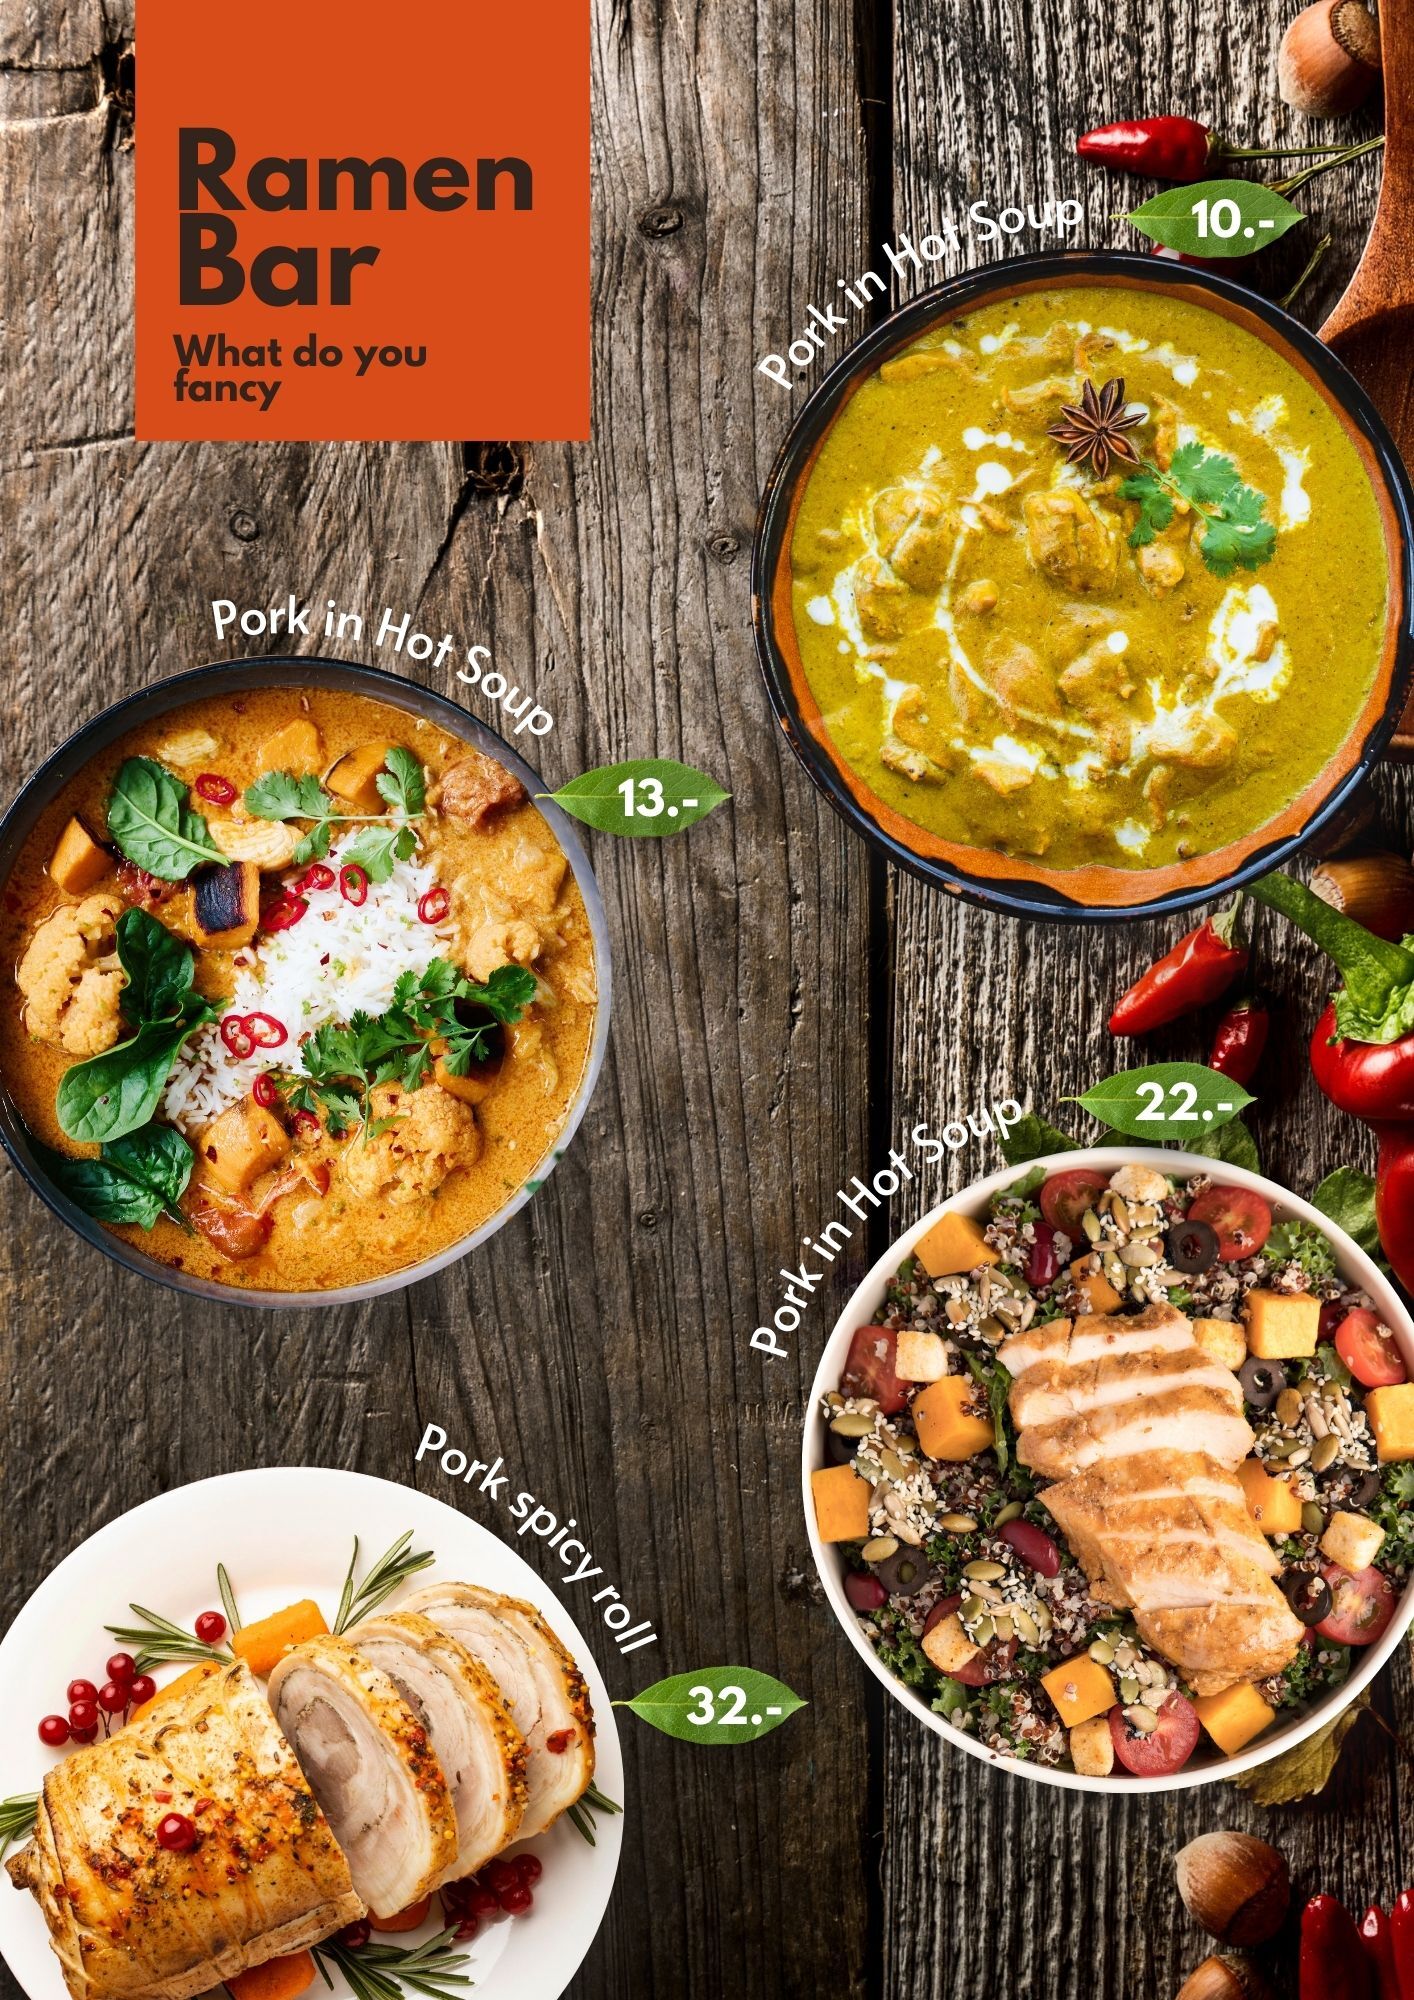 Ramen
Bar
What do you
fancy
Pork in Hot Soup
10.-
Pork in Hot Soup
13.-
Pork in Hot Soup
22.-
Pork spicy roll
32.-